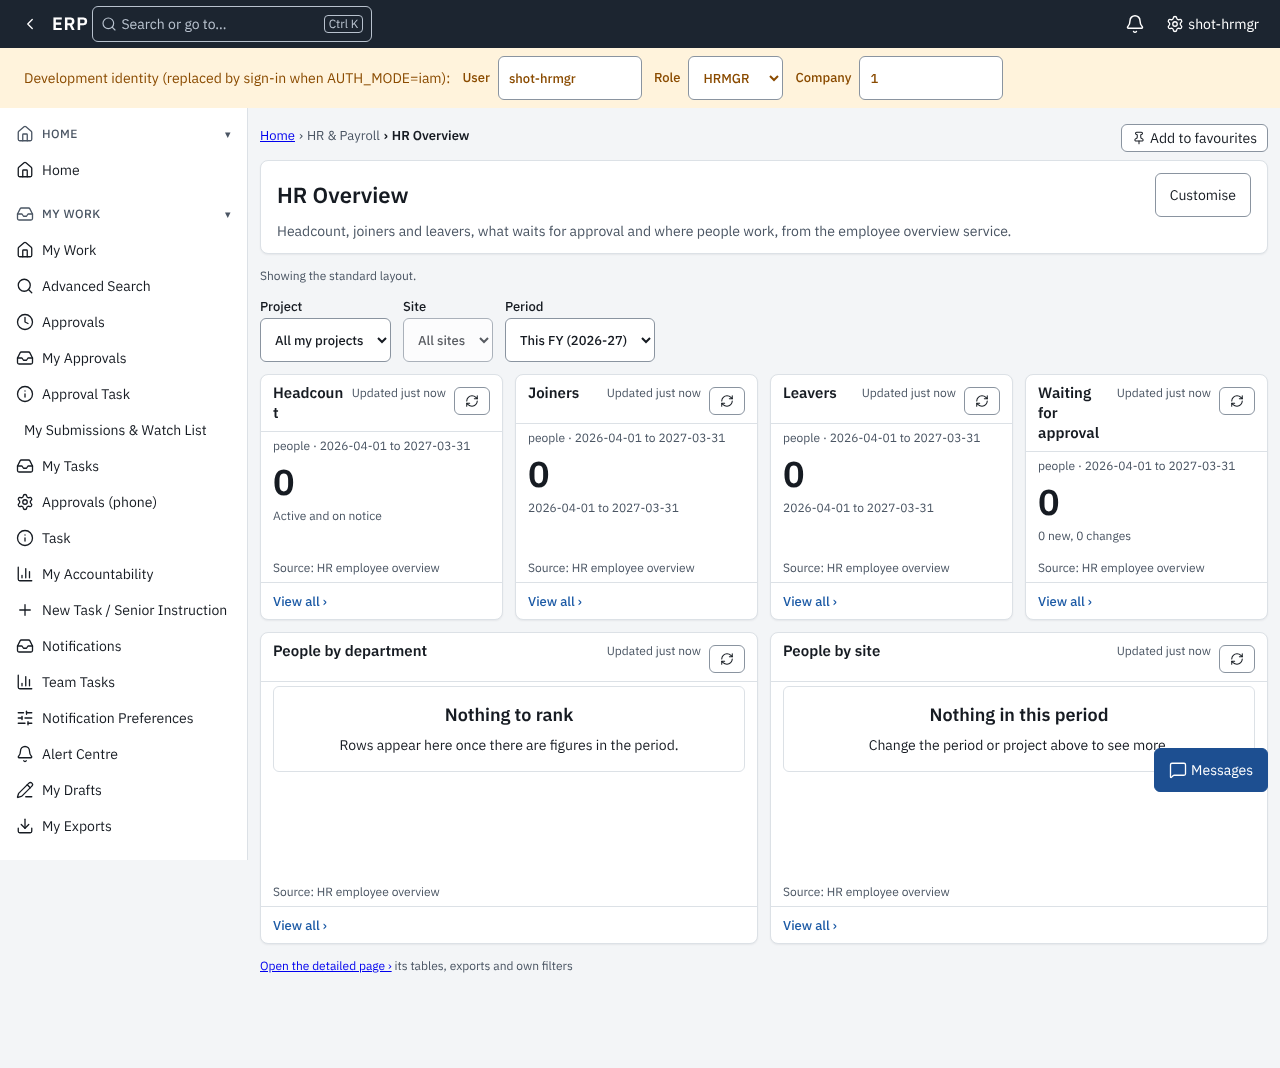 ERP
Search or go to...
Ctrl K
shot-hrmgr
Development identity (replaced by sign-in when AUTH_MODE=iam):
User
shot-hrmgr
Role
HRMGR
Company
1
HOME
Home
MY WORK
My Work
Advanced Search
Approvals
My Approvals
Approval Task
My Submissions & Watch List
My Tasks
Approvals (phone)
Task
My Accountability
New Task / Senior Instruction
Notifications
Team Tasks
Notification Preferences
Alert Centre
My Drafts
My Exports
Home › HR & Payroll › HR Overview
Add to favourites
HR Overview
Customise
Headcount, joiners and leavers, what waits for approval and where people work, from the employee overview service.
Showing the standard layout.
Project
Site
Period
All my projects
All sites
This FY (2026-27)
Headcoun
t
Updated just now
people · 2026-04-01 to 2027-03-31
0
Active and on notice
Source: HR employee overview
View all ›
Joiners
Updated just now
people · 2026-04-01 to 2027-03-31
0
2026-04-01 to 2027-03-31
Source: HR employee overview
View all ›
Leavers
Updated just now
people · 2026-04-01 to 2027-03-31
0
2026-04-01 to 2027-03-31
Source: HR employee overview
View all ›
Waiting
for
approval
Updated just now
people · 2026-04-01 to 2027-03-31
0
0 new, 0 changes
Source: HR employee overview
View all ›
People by department
Updated just now
Nothing to rank
Rows appear here once there are figures in the period.
Source: HR employee overview
View all ›
People by site
Updated just now
Nothing in this period
Change the period or project above to see more
Messages
Source: HR employee overview
View all ›
Open the detailed page › its tables, exports and own filters